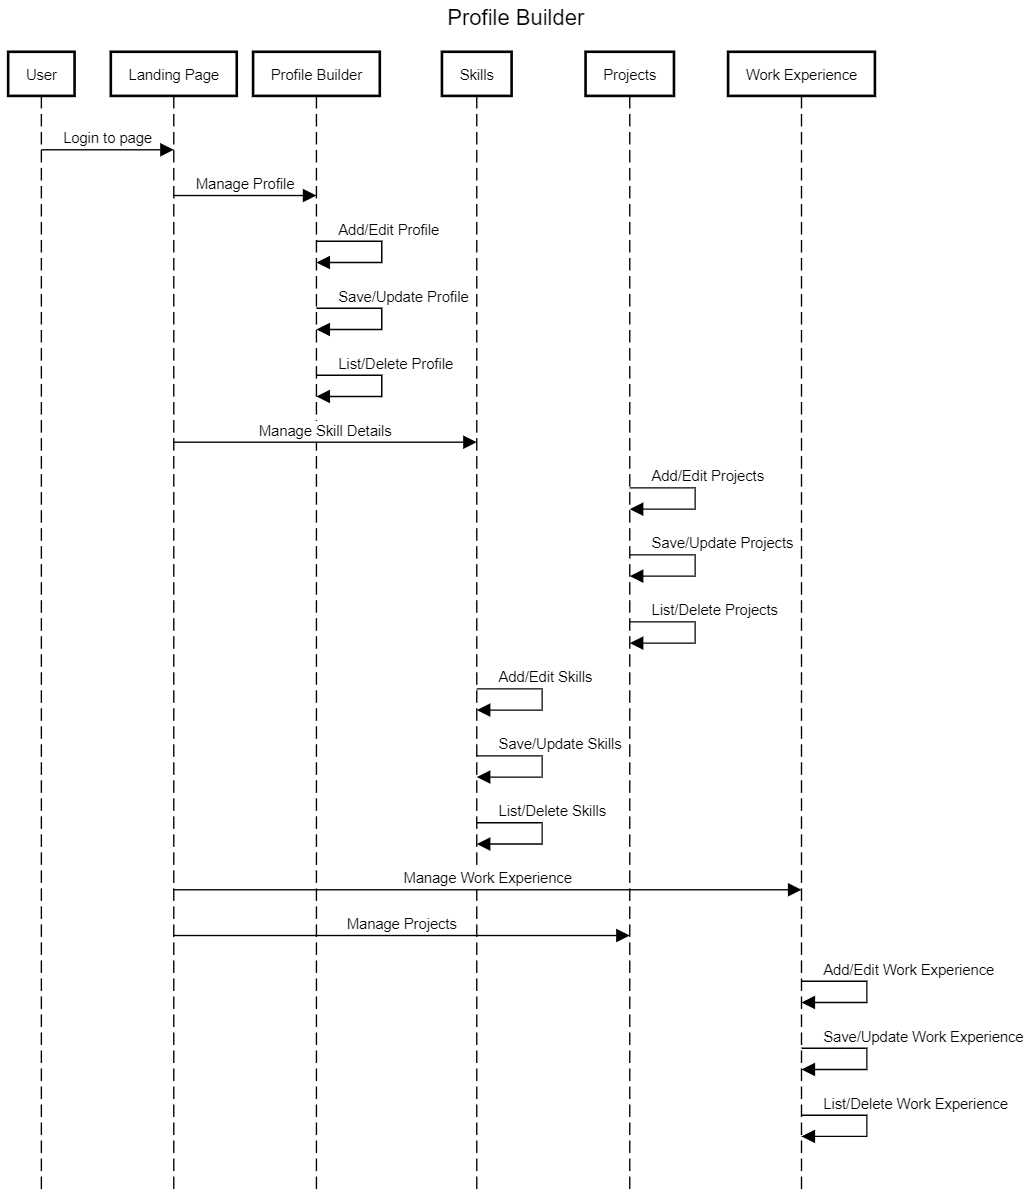 Profile Builder
User
Landing Page
Profile Builder
Skills
Projects
Work Experience
Login to page
Manage Profile
Add/Edit Profile
Save/Update Profile
List/Delete Profile
Manage Skill Details
Add/Edit Projects
Save/Update Projects
List/Delete Projects
Add/Edit Skills
Save/Update Skills
List/Delete Skills
Manage Work Experience
Manage Projects
Add/Edit Work Experience
Save/Update Work Experience
List/Delete Work Experience